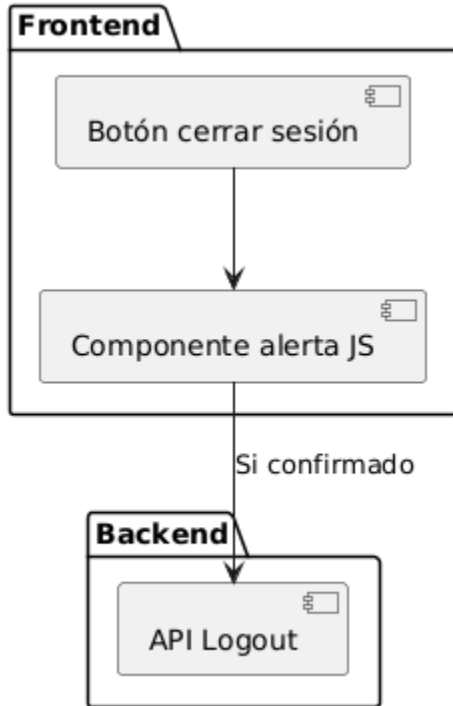 Frontend
Botón cerrar sesión
Componente alerta JS
Si confirmado
Backend
API Logout